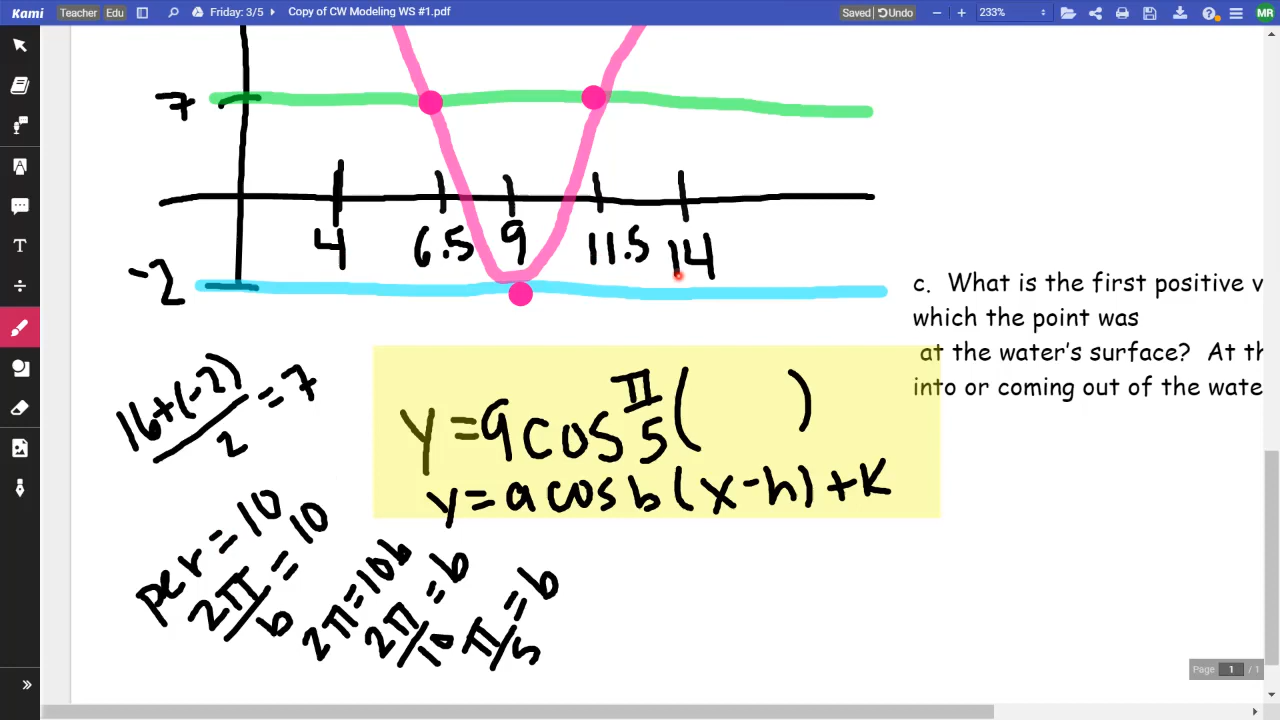 Kami Teacher Edu Friday: 3/5 Copy of CW Modeling WS #1.pdf Saved Undo 233% MR
7
4 6.5 9 11.5 14
-2
c. What is the first positive v
which the point was
at the water's surface? At th
into or coming out of the wate
16+(-2)/2 = 7
y = 9 cos π/5 ( )
y = a cos b (x - h) + k
per = 10
2π/b = 10
2π = 10b
2π/10 = b
π/5 = b
Page 1 / 1